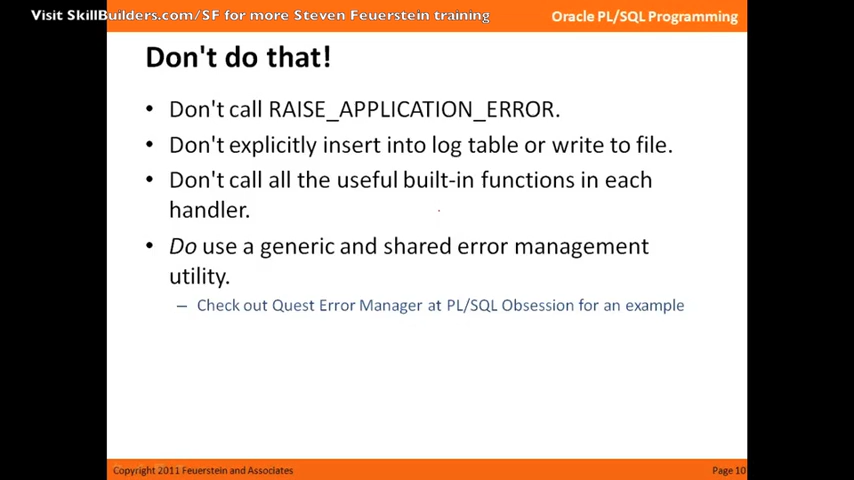 Visit SkillBuilders.com/SF for more Steven Feuerstein training
Oracle PL/SQL Programming
Don't do that!
• Don't call RAISE_APPLICATION_ERROR.
• Don't explicitly insert into log table or write to file.
• Don't call all the useful built-in functions in each
handler.
• Do use a generic and shared error management
utility.
– Check out Quest Error Manager at PL/SQL Obsession for an example
Copyright 2011 Feuerstein and Associates
Page 10